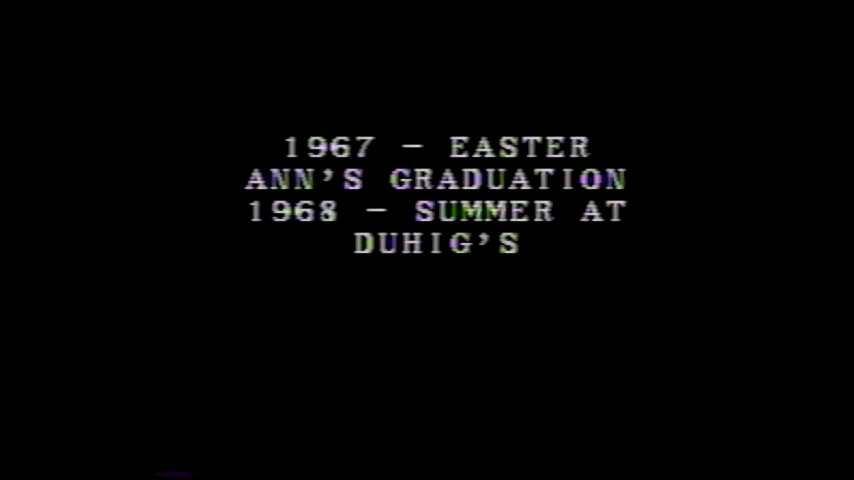 1967 - EASTER
ANN'S GRADUATION
1968 - SUMMER AT
DUHIG'S